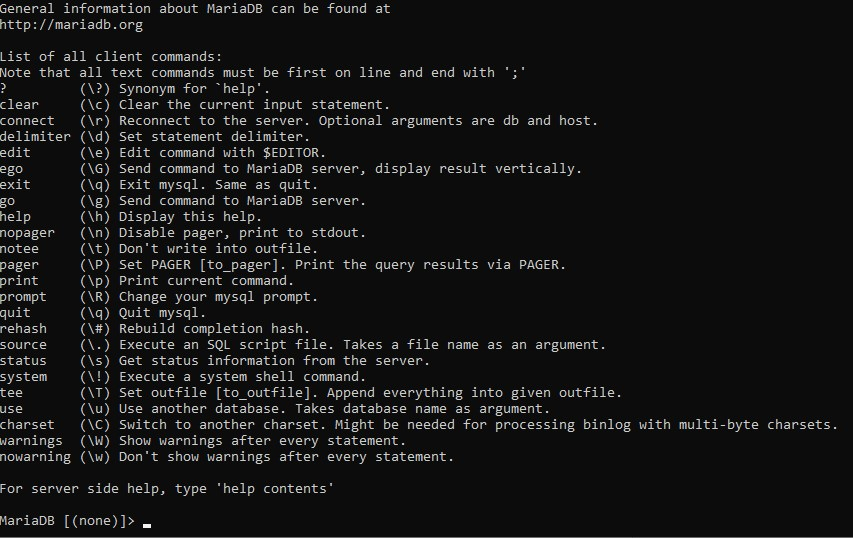 General information about MariaDB can be found at
http://mariadb.org

List of all client commands:
Note that all text commands must be first on line and end with ';'
?         (\?) Synonym for `help'.
clear     (\c) Clear the current input statement.
connect   (\r) Reconnect to the server. Optional arguments are db and host.
delimiter (\d) Set statement delimiter.
edit      (\e) Edit command with $EDITOR.
ego       (\G) Send command to MariaDB server, display result vertically.
exit      (\q) Exit mysql. Same as quit.
go        (\g) Send command to MariaDB server.
help      (\h) Display this help.
nopager   (\n) Disable pager, print to stdout.
notee     (\t) Don't write into outfile.
pager     (\P) Set PAGER [to_pager]. Print the query results via PAGER.
print     (\p) Print current command.
prompt    (\R) Change your mysql prompt.
quit      (\q) Quit mysql.
rehash    (\#) Rebuild completion hash.
source    (\.) Execute an SQL script file. Takes a file name as an argument.
status    (\s) Get status information from the server.
system    (\!) Execute a system shell command.
tee       (\T) Set outfile [to_outfile]. Append everything into given outfile.
use       (\u) Use another database. Takes database name as argument.
charset   (\C) Switch to another charset. Might be needed for processing binlog with multi-byte charsets.
warnings  (\W) Show warnings after every statement.
nowarning (\w) Don't show warnings after every statement.

For server side help, type 'help contents'

MariaDB [(none)]>